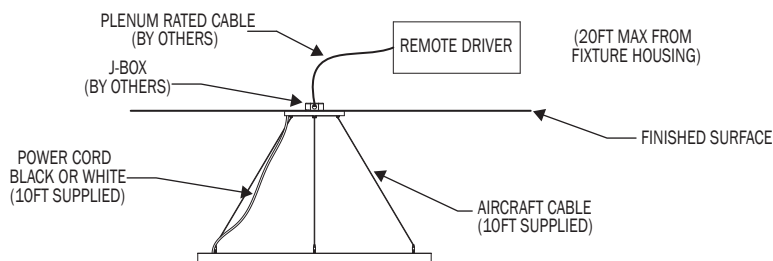 PLENUM RATED CABLE
(BY OTHERS)
REMOTE DRIVER
(20FT MAX FROM
FIXTURE HOUSING)
J-BOX
(BY OTHERS)
FINISHED SURFACE
POWER CORD
BLACK OR WHITE
(10FT SUPPLIED)
AIRCRAFT CABLE
(10FT SUPPLIED)